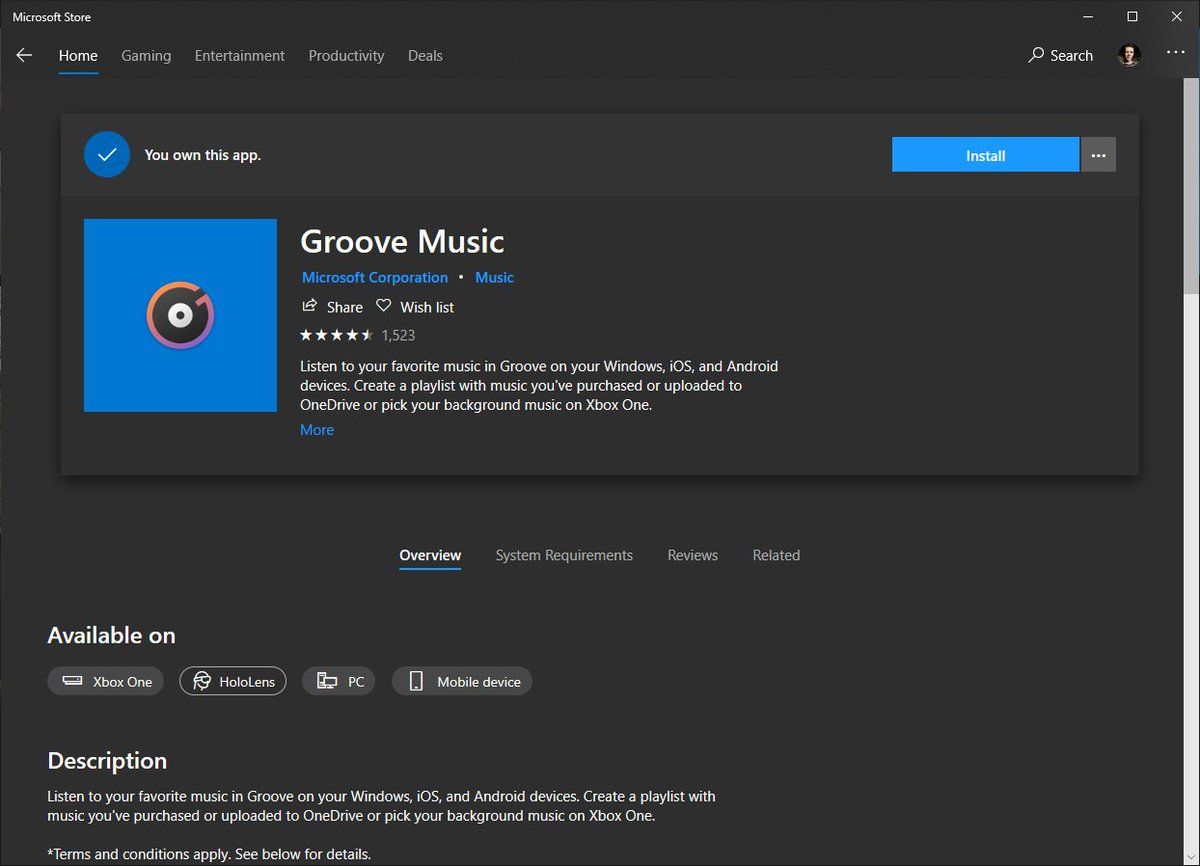 Microsoft Store
Home Gaming Entertainment Productivity Deals Search
You own this app. Install
Groove Music
Microsoft Corporation • Music
Share Wish list
1,523
Listen to your favorite music in Groove on your Windows, iOS, and Android
devices. Create a playlist with music you've purchased or uploaded to
OneDrive or pick your background music on Xbox One.
More
Overview System Requirements Reviews Related
Available on
Xbox One HoloLens PC Mobile device
Description
Listen to your favorite music in Groove on your Windows, iOS, and Android devices. Create a playlist with
music you've purchased or uploaded to OneDrive or pick your background music on Xbox One.
*Terms and conditions apply. See below for details.